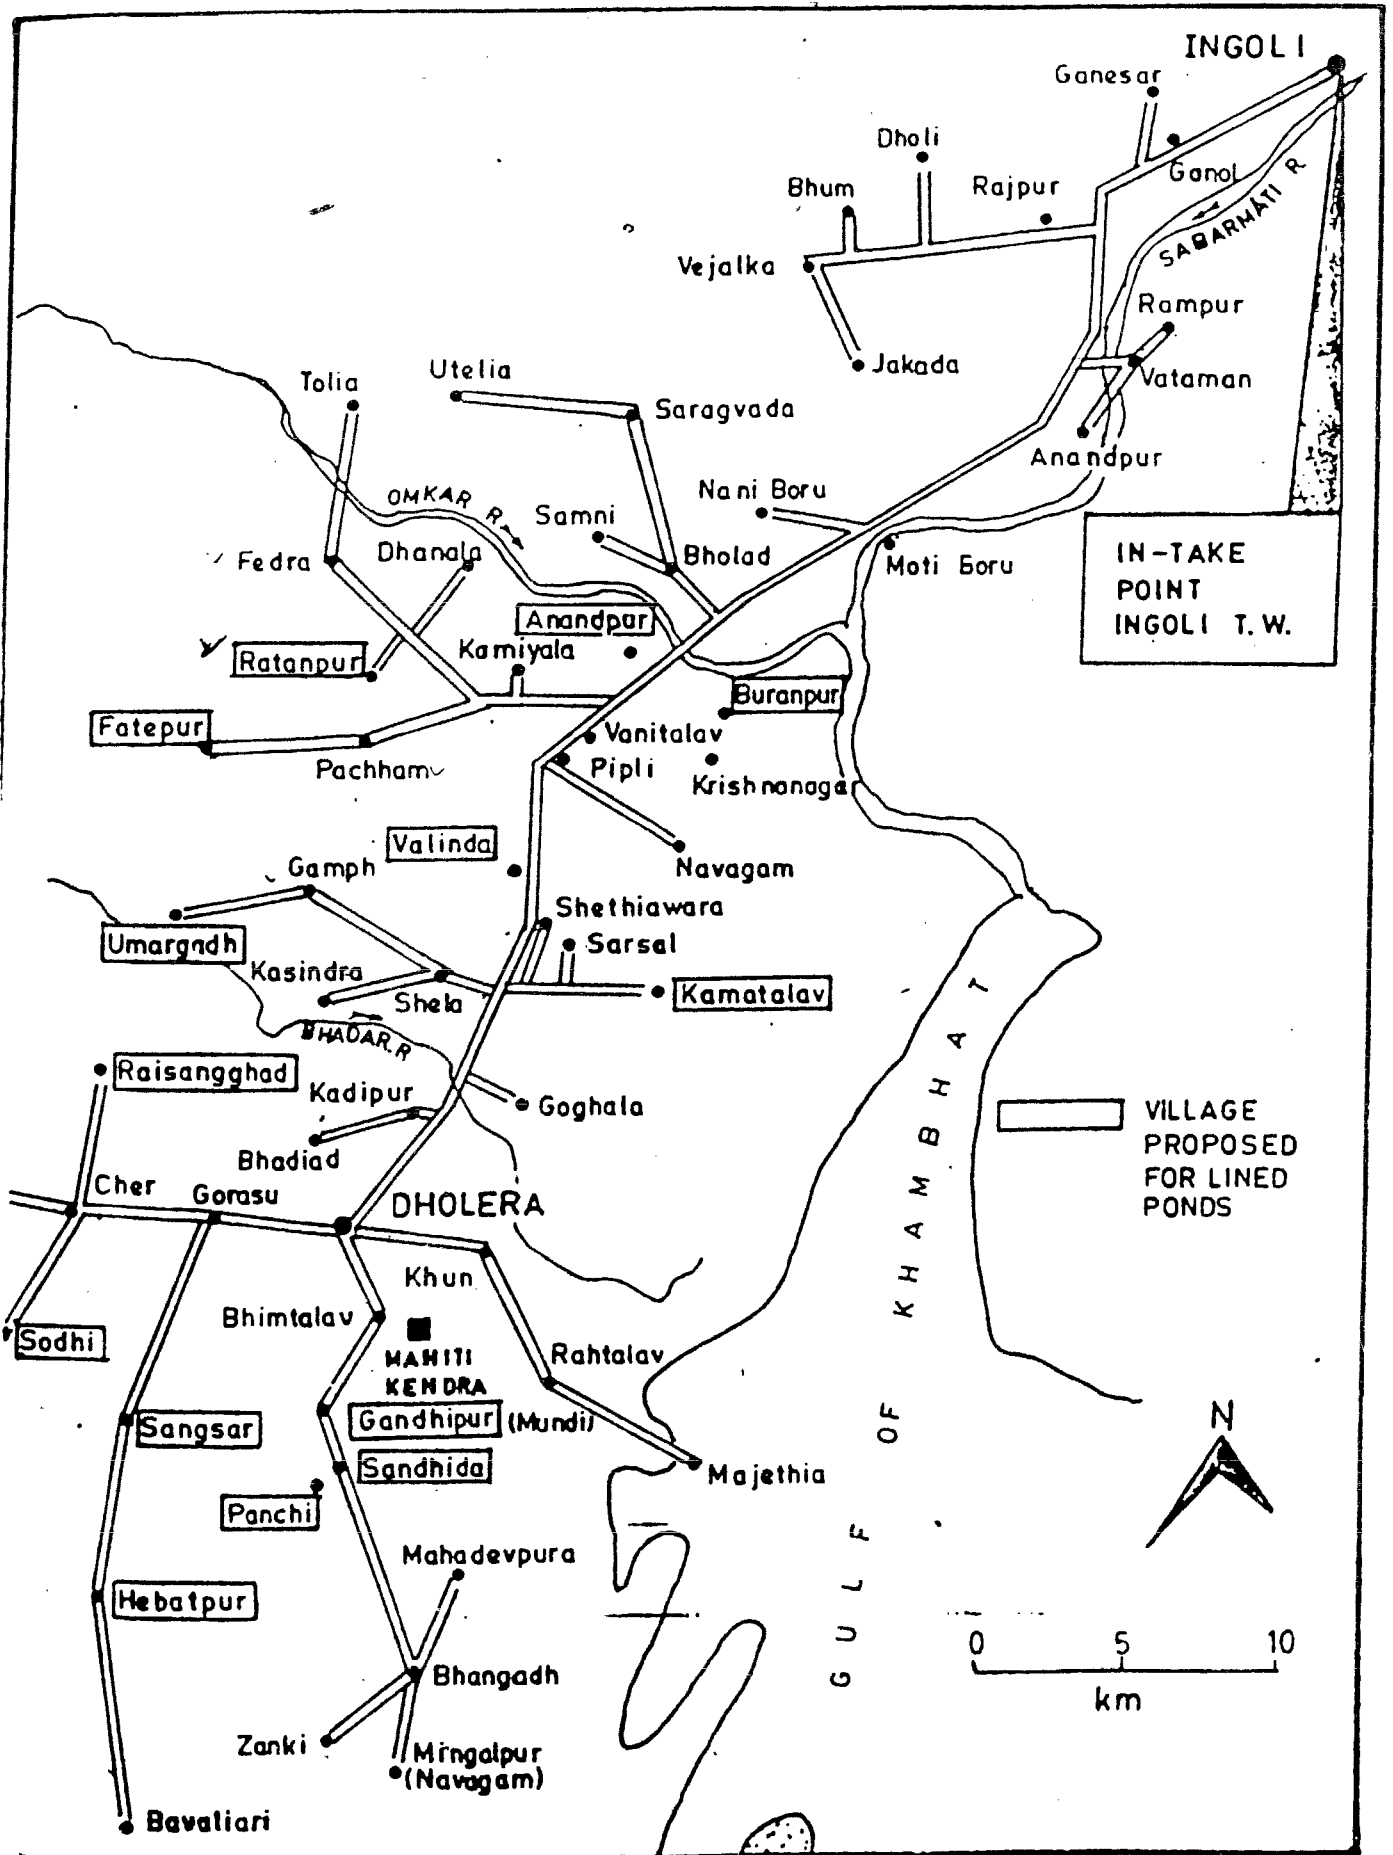 INGOLI
Ganesar
Dholi
Ganol
Bhum
Rajpur
SABARMATI R
Vejalka
Rampur
Jakada
Vataman
Tolia
Utelia
Saragvada
Anandpur
OMKAR R
Nani Boru
Samni
Fedra
Dhanala
Bholad
Moti Boru
IN-TAKE
POINT
INGOLI T.W.
Anandpur
Ratanpur
Kamiyala
Buranpur
Fatepur
Vanitalav
Pachham
Pipli
Krishnanagar
Valinda
Gamph
Navagam
Shethiawara
Umargadh
Sarsal
Kasindra
Shela
Kamatalav
BHADAR.R
Raisangghad
Kadipur
Goghala
Bhadiad
VILLAGE
PROPOSED
FOR LINED
PONDS
Cher
Gorasu
DHOLERA
Khun
Bhimtalav
Sodhi
MAHITI
KENDRA
Rahtalav
GULF OF KHAMBHAT
N
Sangsar
Gandhipur (Mundi)
Sandhida
Majethia
Panchi
Mahadevpura
Hebatpur
0 5 10
km
Bhangadh
Zanki
Mingalpur
(Navagam)
Bavaliari